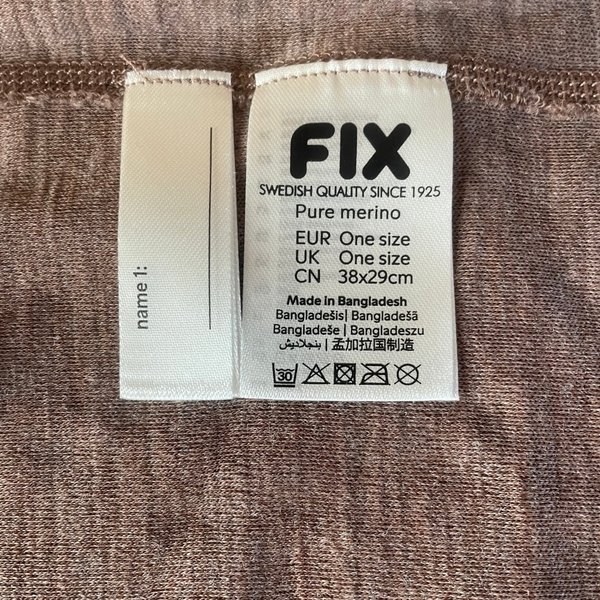 name 1:
FIX
SWEDISH QUALITY SINCE 1925
Pure merino
EUR One size
UK One size
CN 38x29cm
Made in Bangladesh
Bangladešis| Bangladešā
Bangladeše | Bangladeszu
بنجلاديش | 孟加拉国制造
30